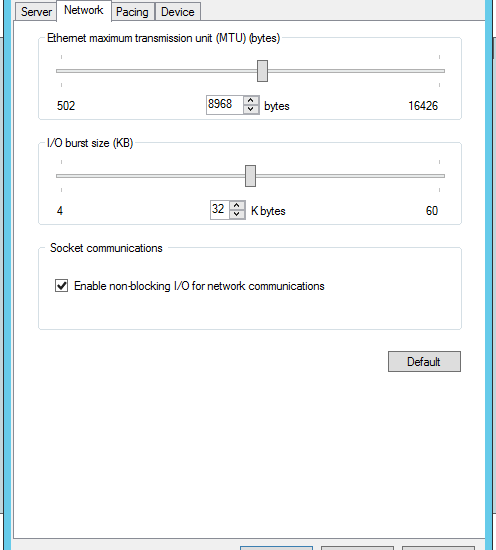 Server Network Pacing Device
Ethernet maximum transmission unit (MTU) (bytes)
502 8968 bytes 16426
I/O burst size (KB)
4 32 K bytes 60
Socket communications
Enable non-blocking I/O for network communications
Default